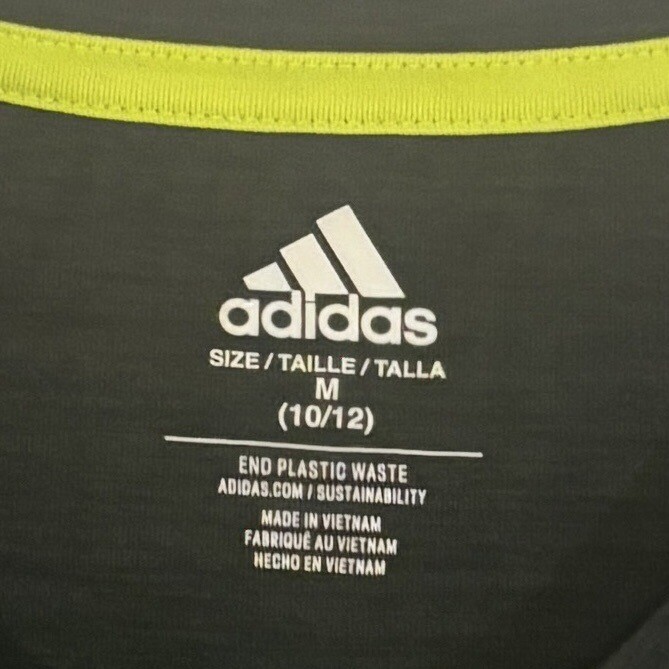 adidas
SIZE / TAILLE / TALLA
M
(10/12)
END PLASTIC WASTE
ADIDAS.COM / SUSTAINABILITY
MADE IN VIETNAM
FABRIQUÉ AU VIETNAM
HECHO EN VIETNAM